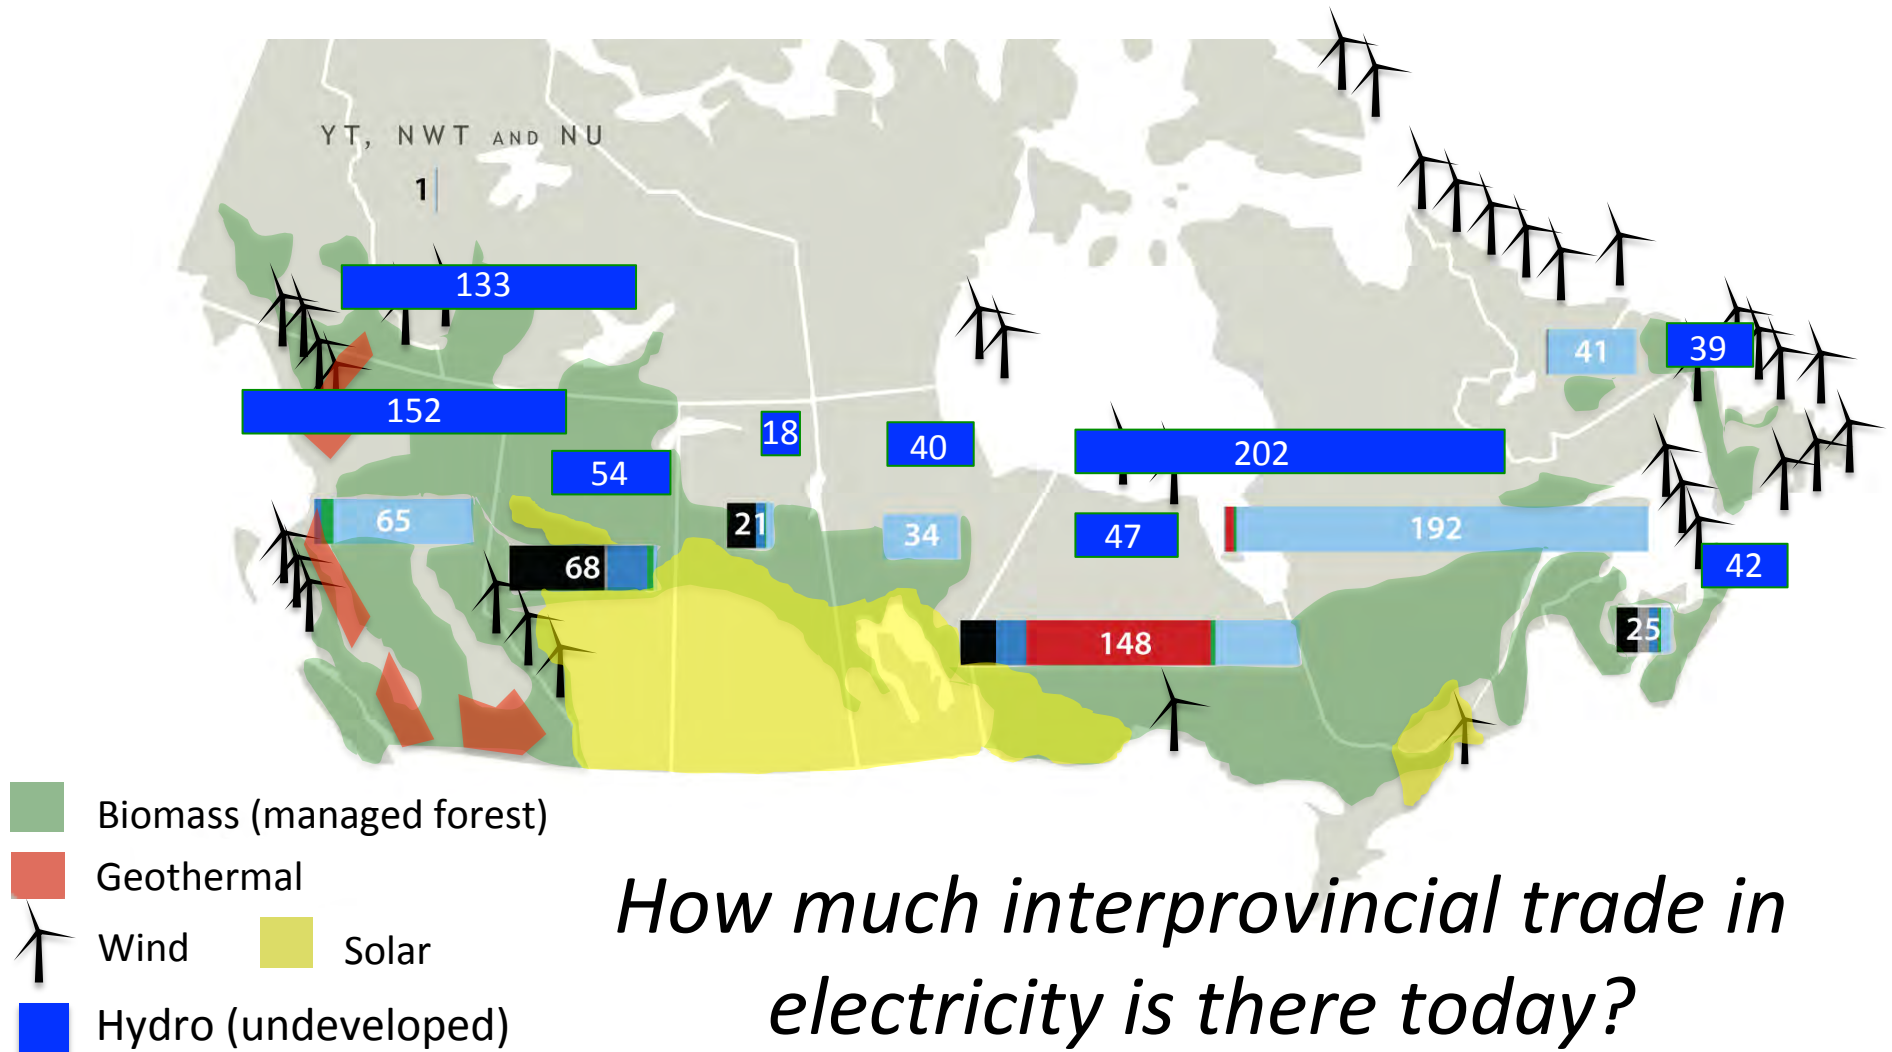 YT, NWT AND NU
1
133
41
39
152
18
40
202
54
65
21
34
47
192
68
42
148
25
Biomass (managed forest)
Geothermal
Wind
Solar
Hydro (undeveloped)
How much interprovincial trade in
electricity is there today?